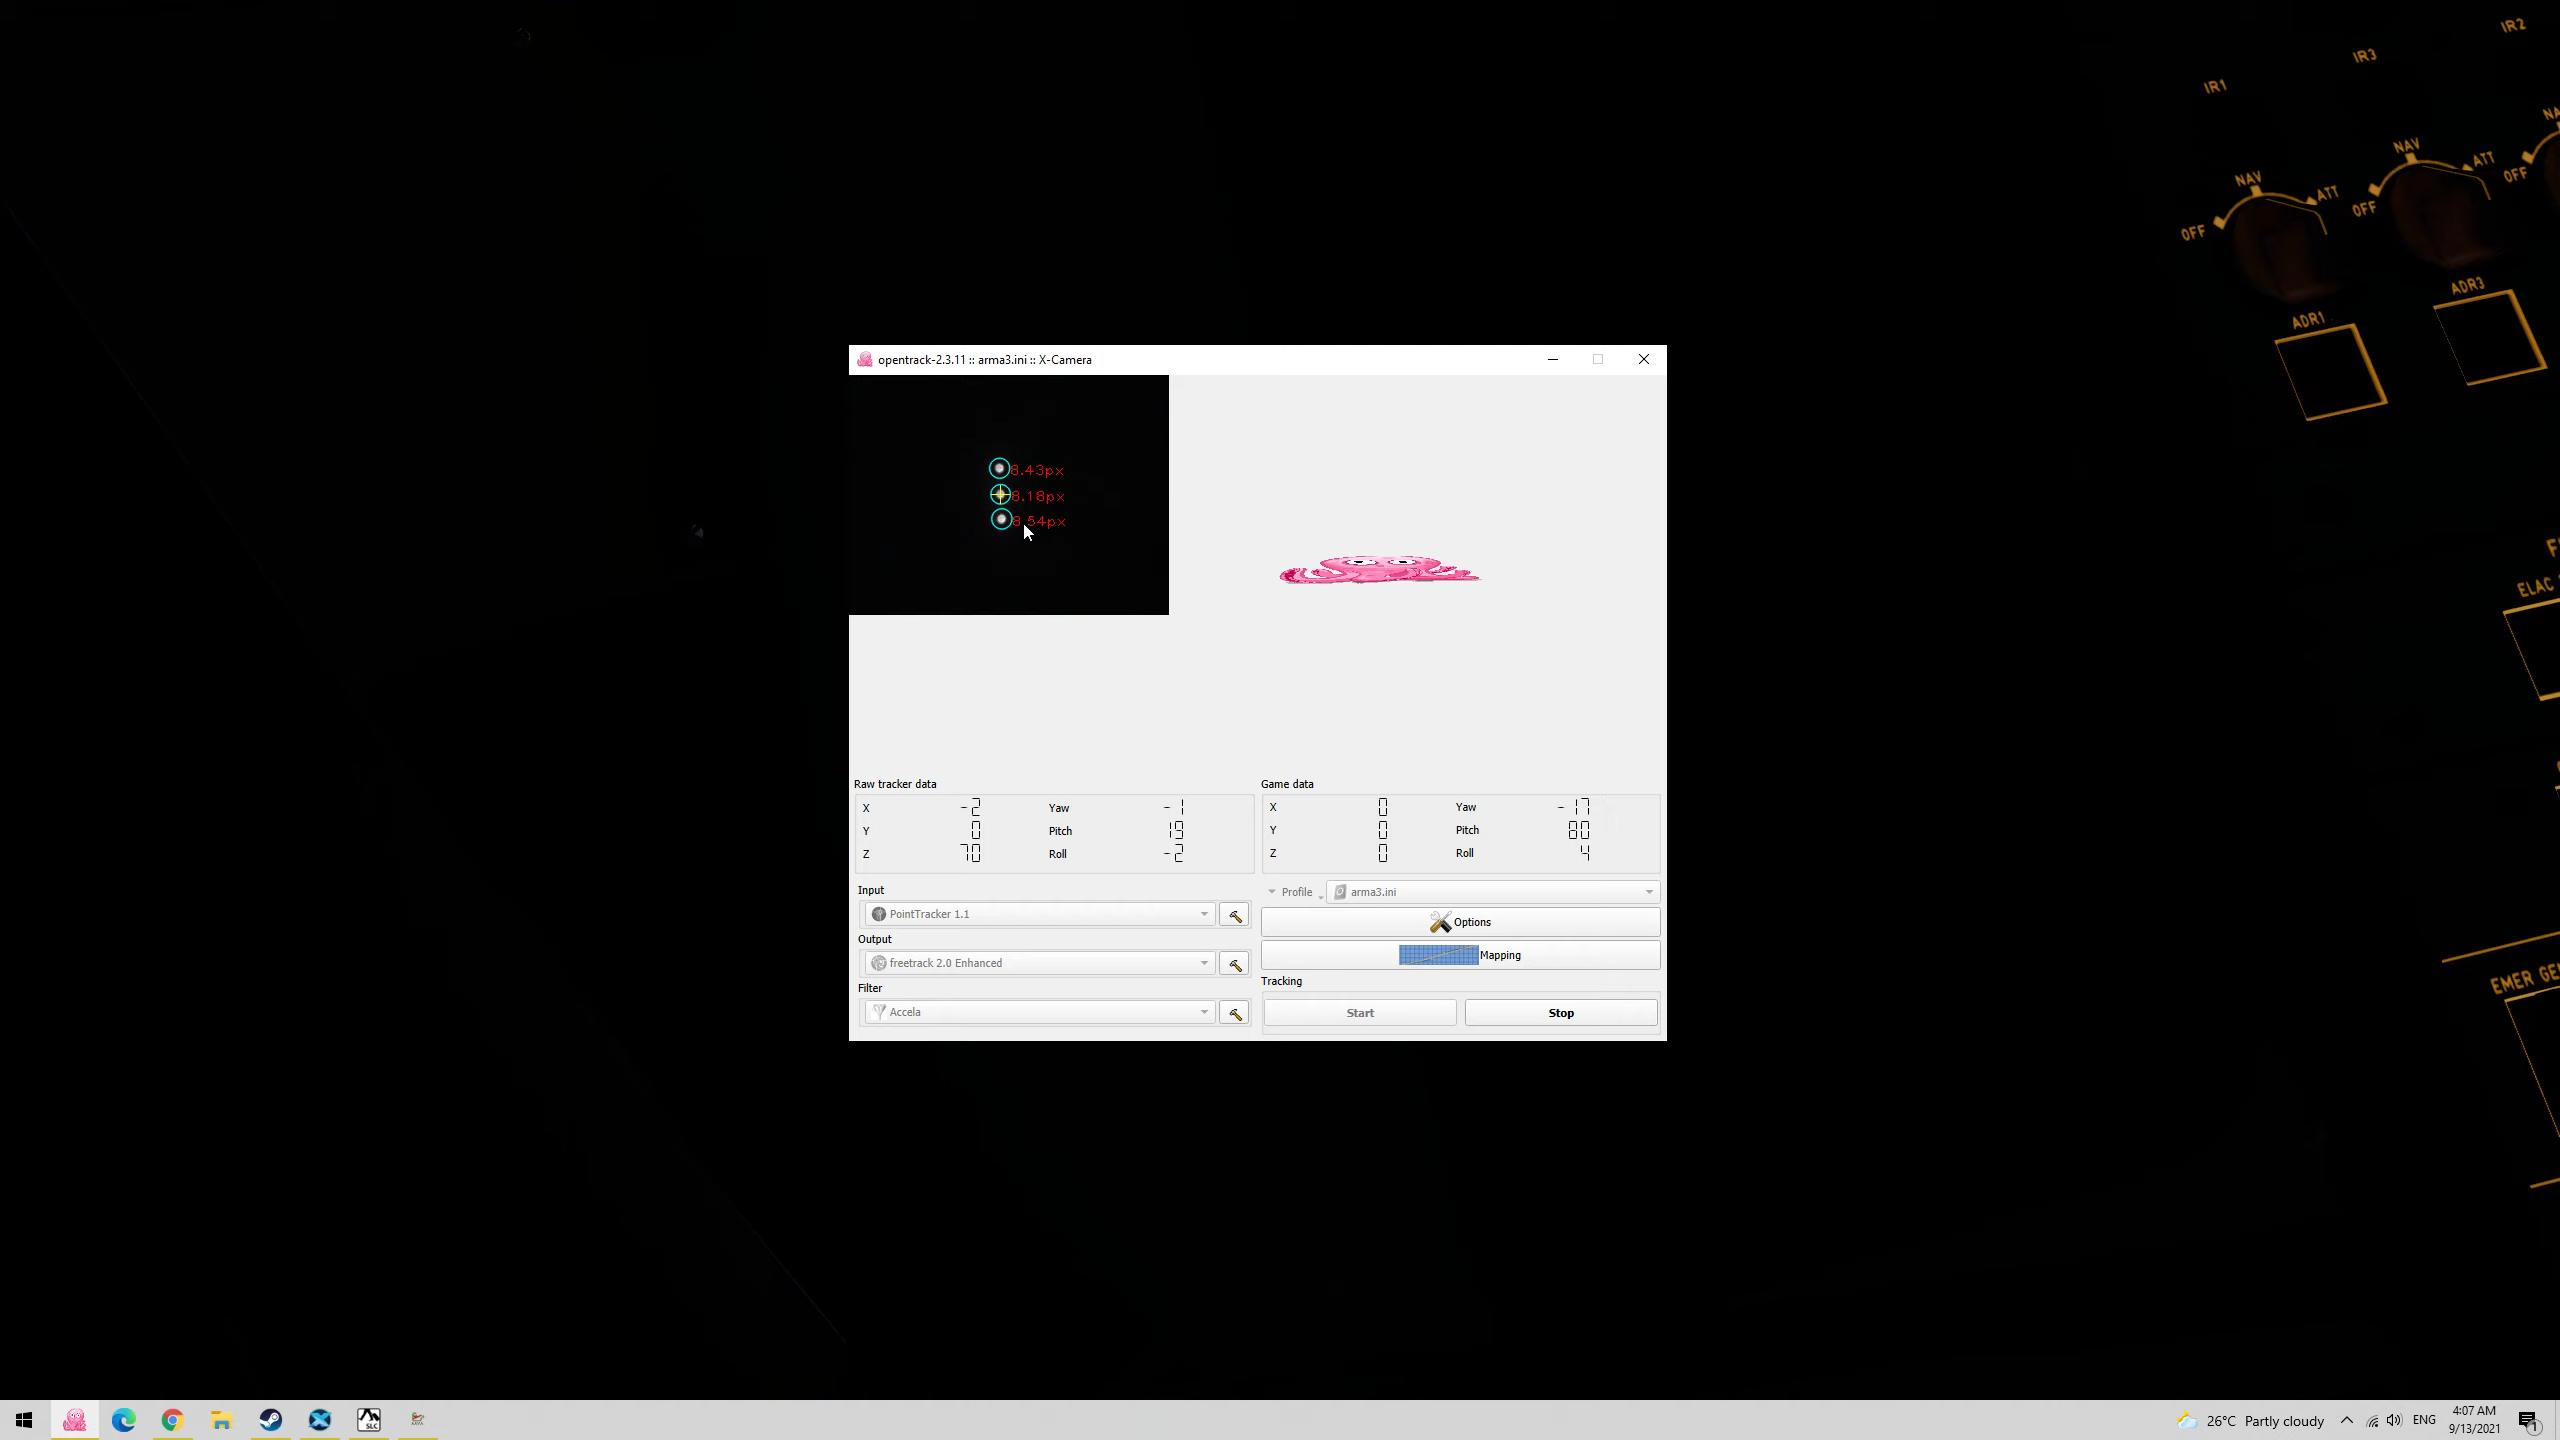 IR2
IR3
IR1
NAV
ATT
OFF
NAV
ATT
OFF
OFF
ADR3
ADR1
ELAC
EMER GE
opentrack-2.3.11 :: arma3.ini :: X-Camera
8.43px
8.18px
8.54px
Raw tracker data
X -2 Yaw -1
Y 0 Pitch 19
Z 70 Roll -2
Game data
X 0 Yaw -17
Y 0 Pitch 80
Z 0 Roll 4
Input
PointTracker 1.1
Output
freetrack 2.0 Enhanced
Filter
Accela
Profile arma3.ini
Options
Mapping
Tracking
Start Stop
SLC
26°C Partly cloudy
ENG
4:07 AM
9/13/2021
1